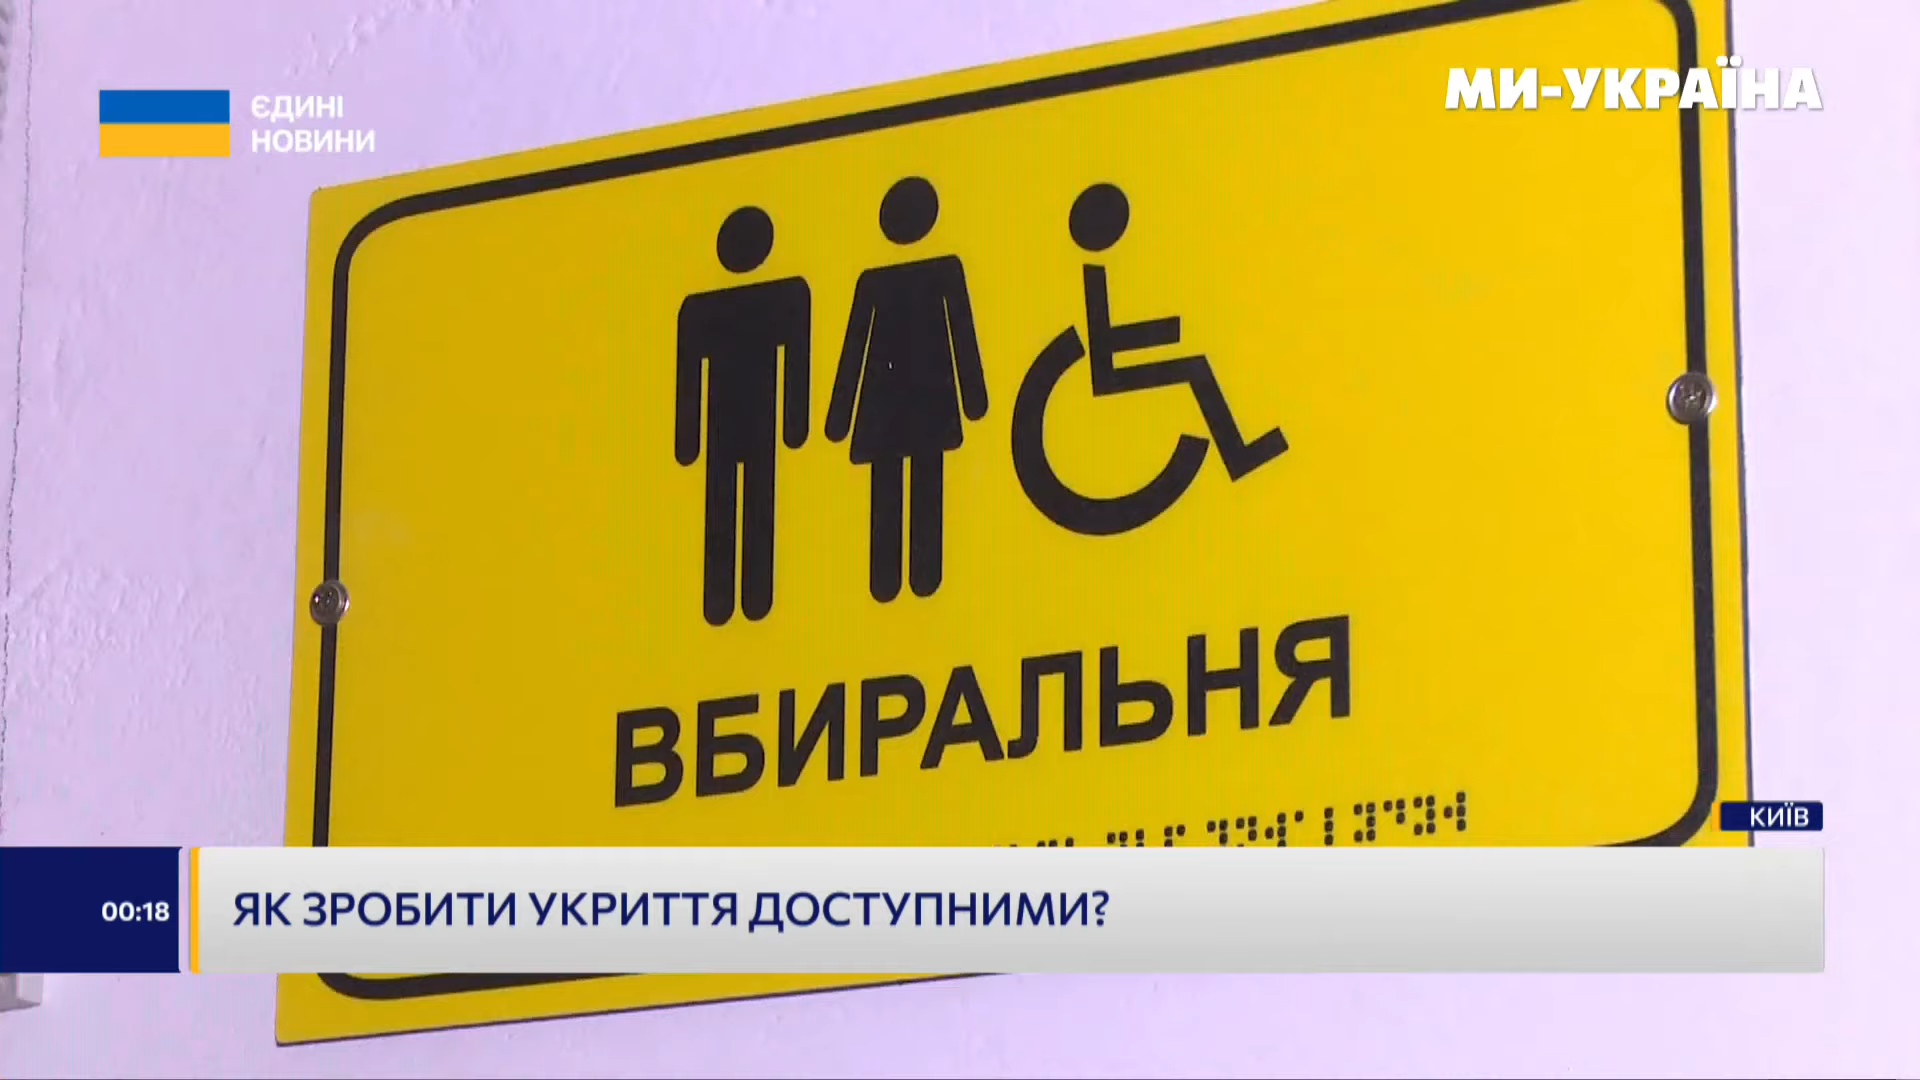 ЄДИНІ
НОВИНИ
МИ-УКРАЇНА
ВБИРАЛЬНЯ
КИЇВ
00:18
ЯК ЗРОБИТИ УКРИТТЯ ДОСТУПНИМИ?